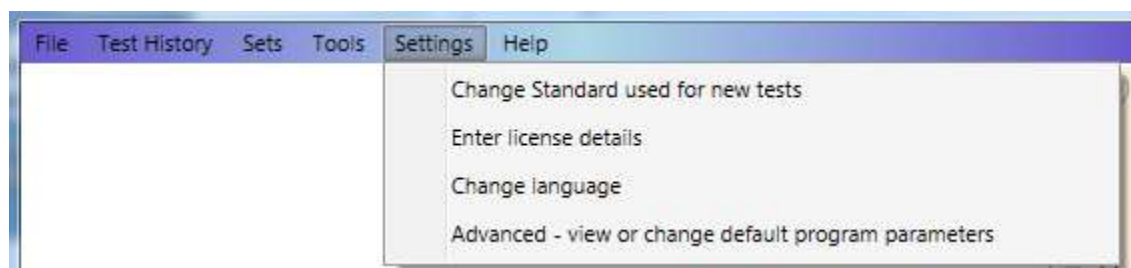 File Test History Sets Tools Settings Help
Change Standard used for new tests
Enter license details
Change language
Advanced - view or change default program parameters